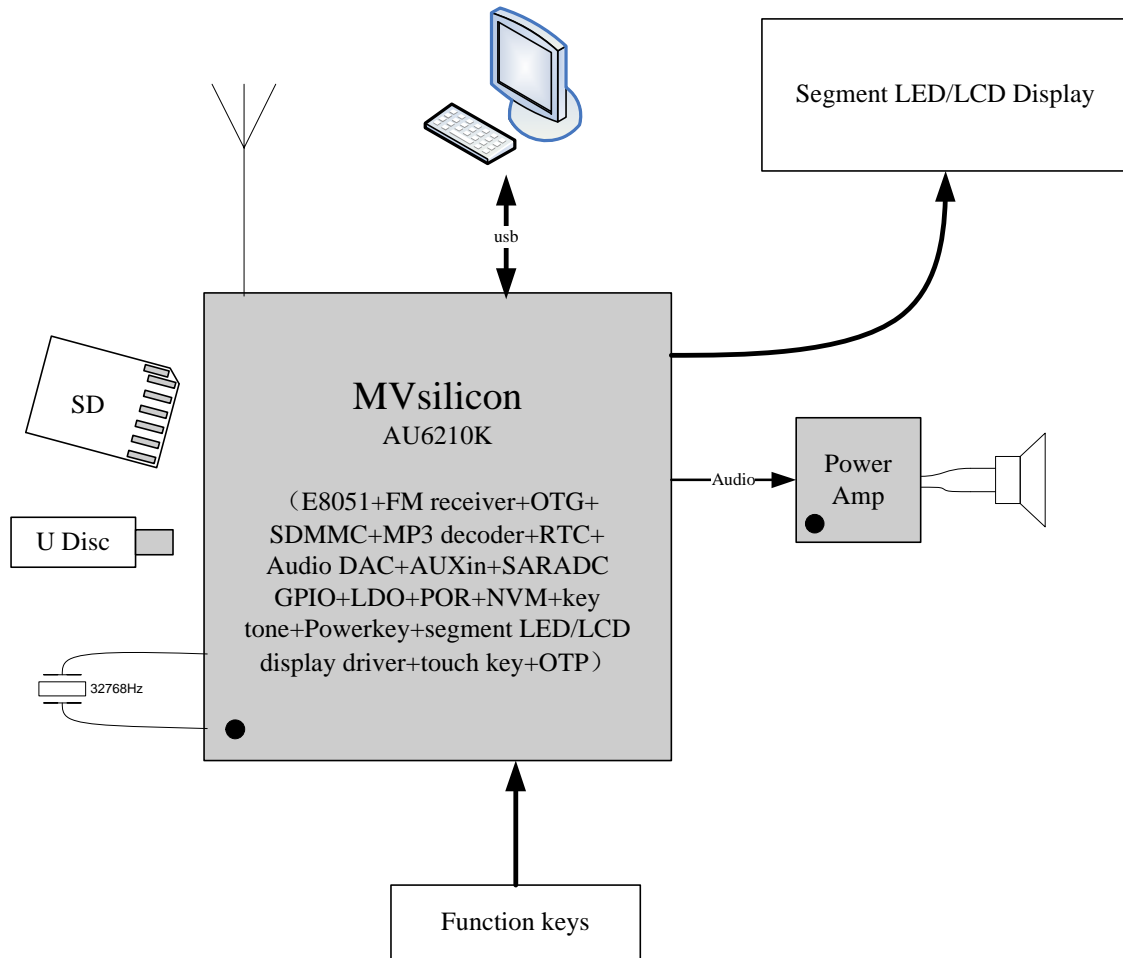 Segment LED/LCD Display
usb
SD
MVsilicon
AU6210K
（E8051+FM receiver+OTG+
SDMMC+MP3 decoder+RTC+
Audio DAC+AUXin+SARADC
GPIO+LDO+POR+NVM+key
tone+Powerkey+segment LED/LCD
display driver+touch key+OTP）
Audio
Power
Amp
U Disc
32768Hz
Function keys